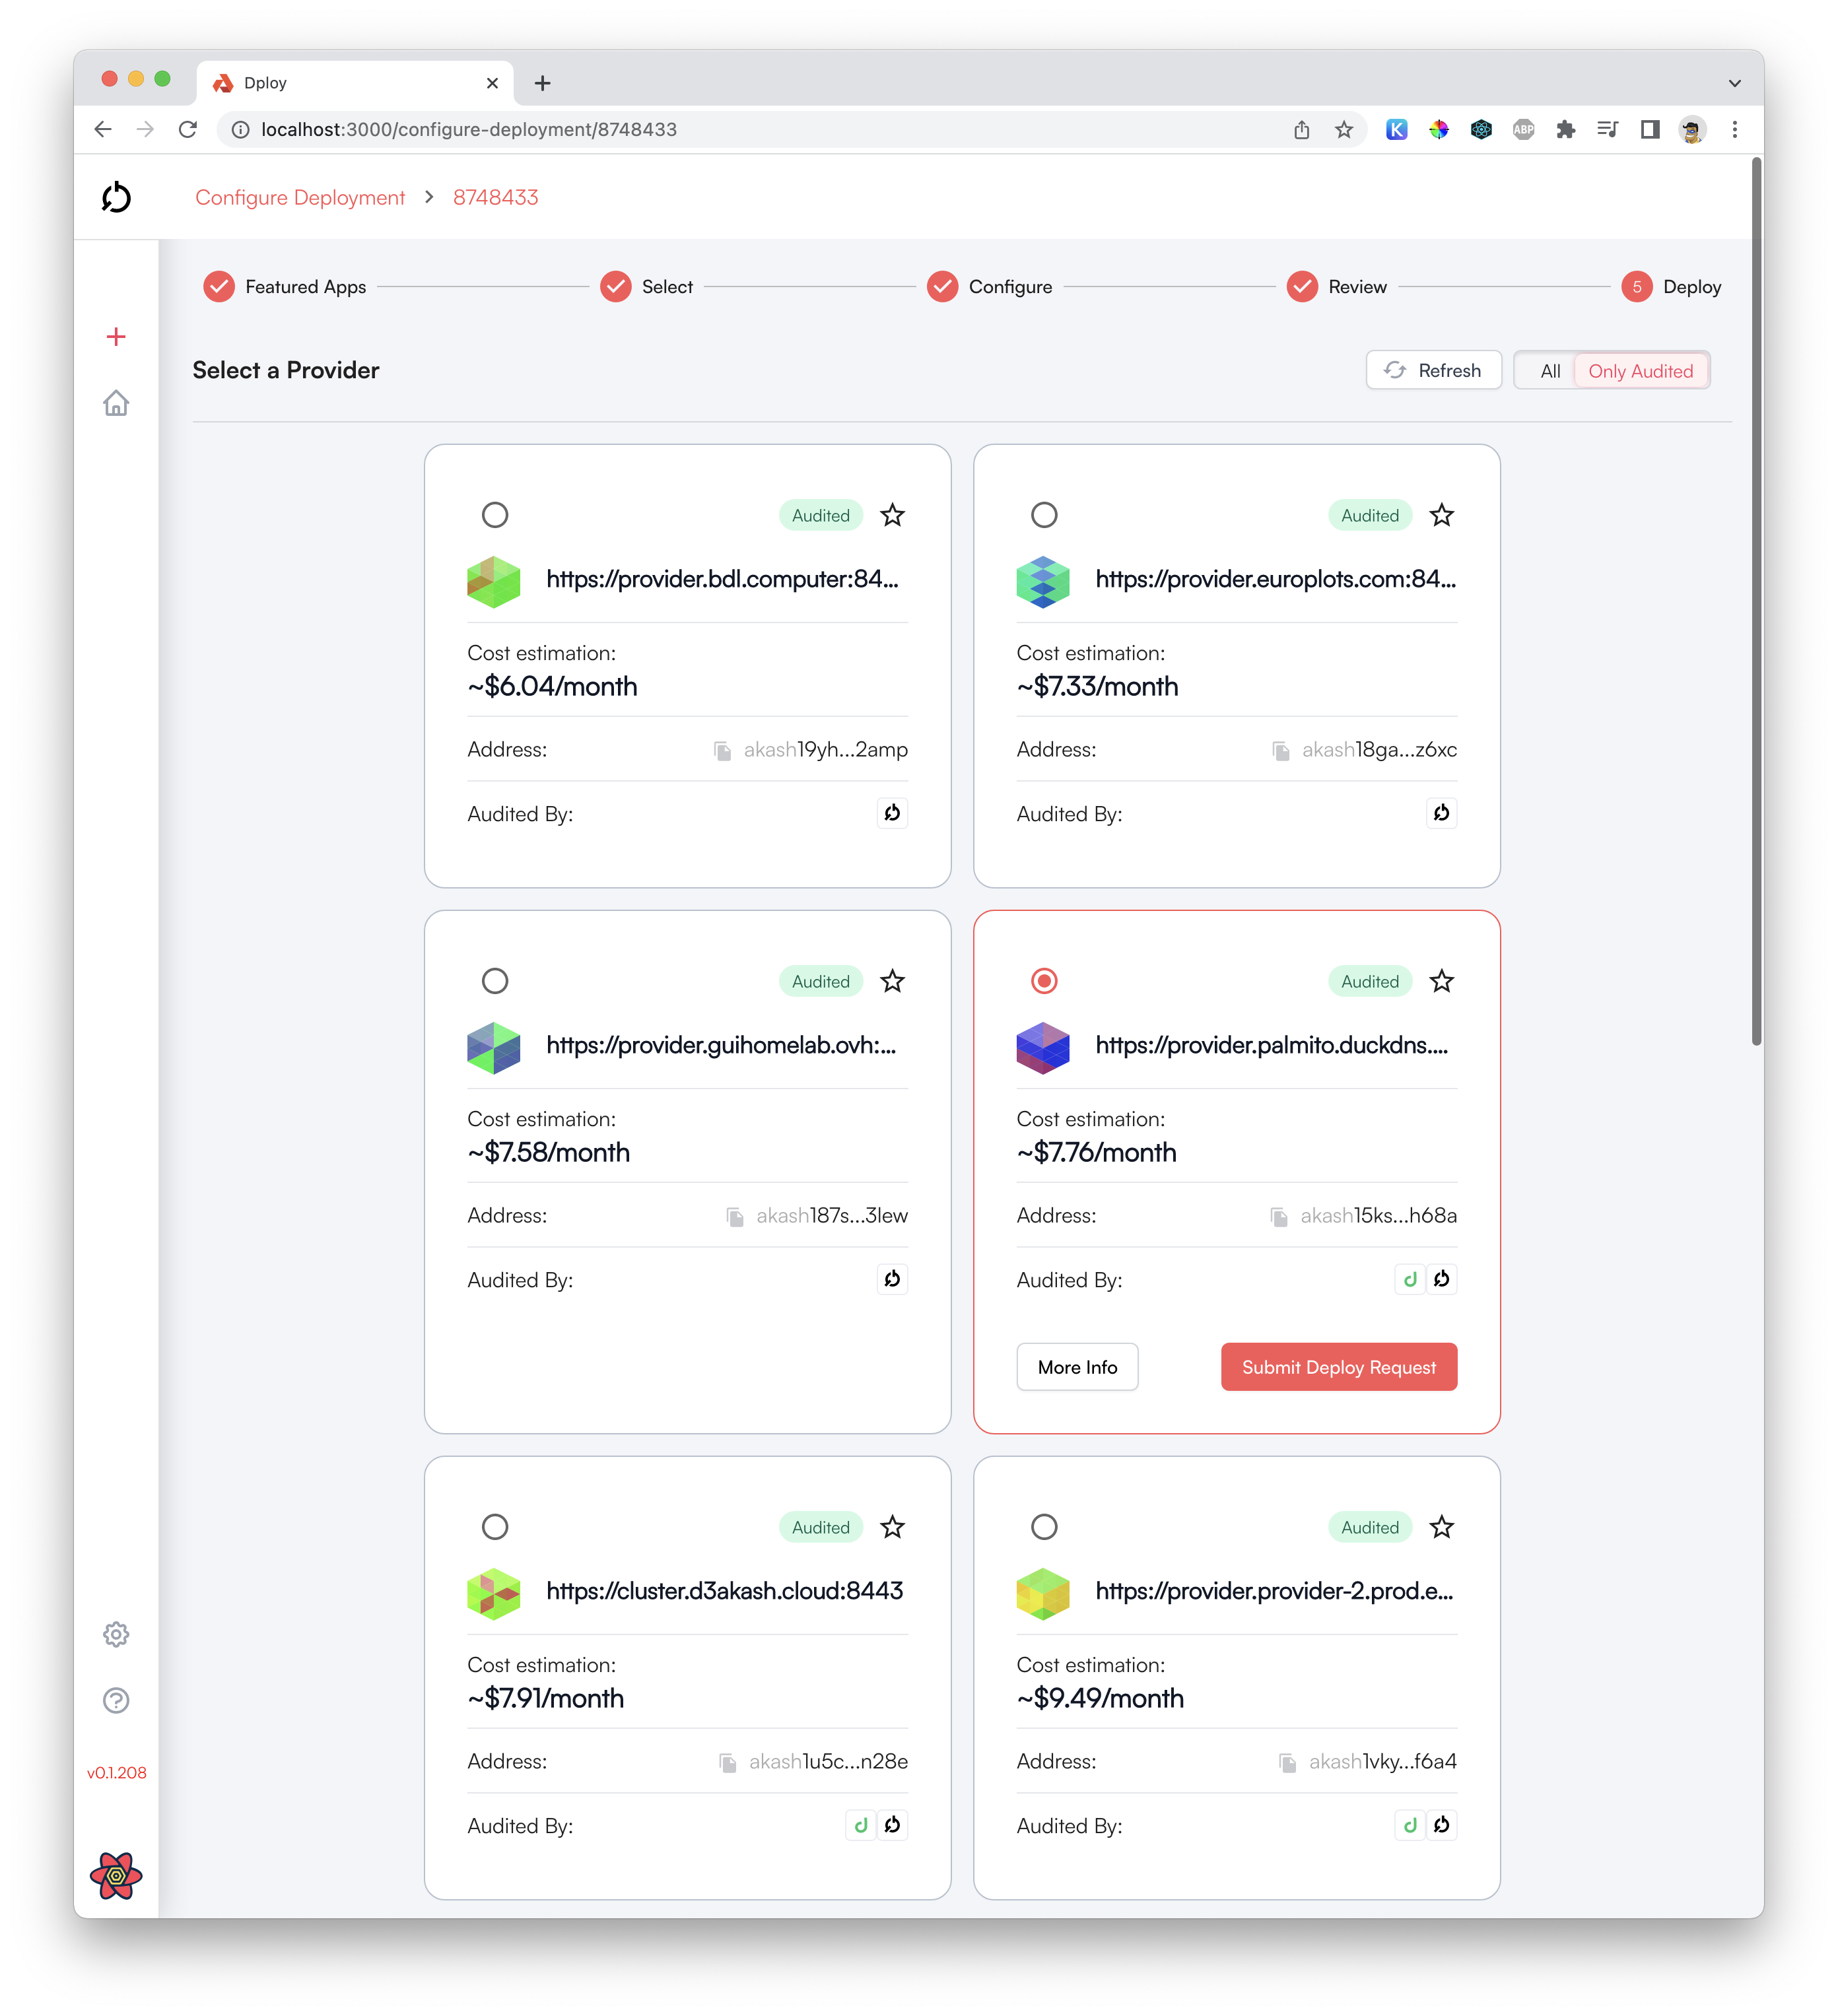 Dploy
localhost:3000/configure-deployment/8748433
K
ABP
Configure Deployment > 8748433
Featured Apps
Select
Configure
Review
5 Deploy
Select a Provider
Refresh
All
Only Audited
Audited
https://provider.bdl.computer:84...
Cost estimation:
~$6.04/month
Address: akash19yh...2amp
Audited By:
Audited
https://provider.europlots.com:84...
Cost estimation:
~$7.33/month
Address: akash18ga...z6xc
Audited By:
Audited
https://provider.guihomelab.ovh:...
Cost estimation:
~$7.58/month
Address: akash187s...3lew
Audited By:
Audited
https://provider.palmito.duckdns....
Cost estimation:
~$7.76/month
Address: akash15ks...h68a
Audited By:
More Info
Submit Deploy Request
Audited
https://cluster.d3akash.cloud:8443
Cost estimation:
~$7.91/month
Address: akash1u5c...n28e
Audited By:
Audited
https://provider.provider-2.prod.e...
Cost estimation:
~$9.49/month
Address: akash1vky...f6a4
Audited By:
v0.1.208